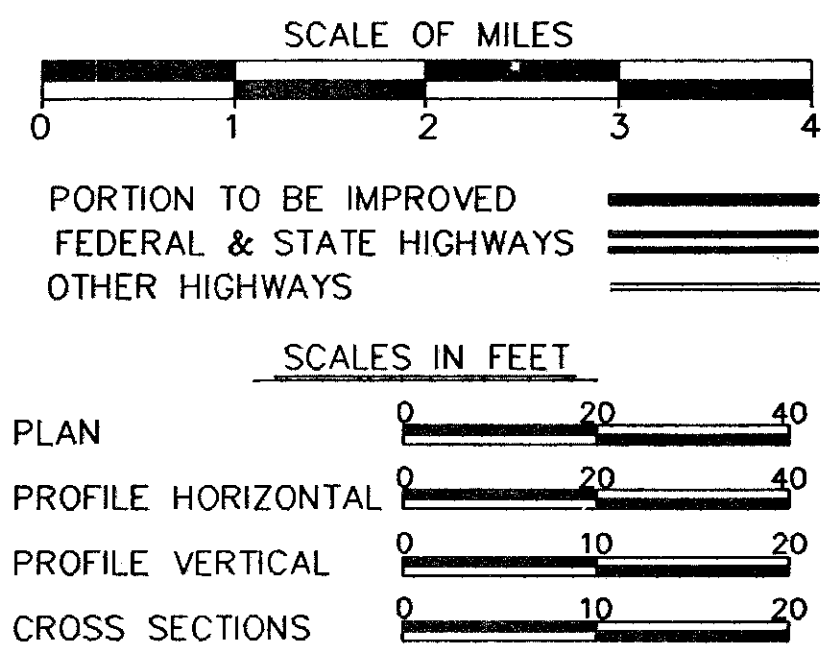 SCALE OF MILES
0 1 2 3 4
PORTION TO BE IMPROVED
FEDERAL & STATE HIGHWAYS
OTHER HIGHWAYS
SCALES IN FEET
PLAN 0 20 40
PROFILE HORIZONTAL 0 20 40
PROFILE VERTICAL 0 10 20
CROSS SECTIONS 0 10 20